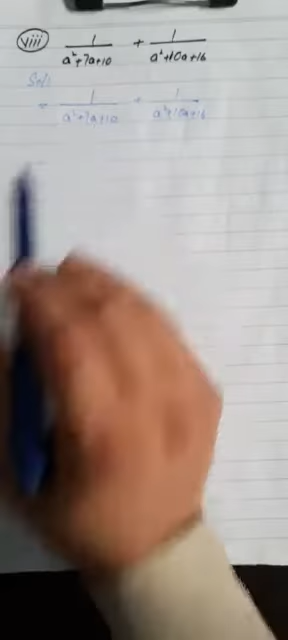 viii 1/(a²+7a+10) + 1/(a²+10a+16)
Sol:
= 1/(a²+7a+10) + 1/(a²+10a+16)